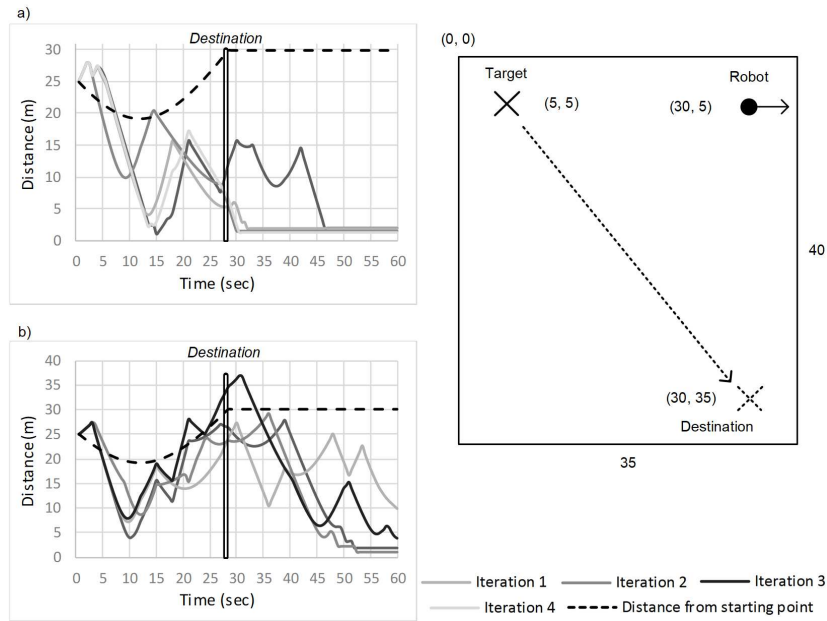 a)
Destination
30
25
20
15
10
5
0
Distance (m)
0 5 10 15 20 25 30 35 40 45 50 55 60
Time (sec)
b)
Destination
40
35
30
25
20
15
10
5
0
Distance (m)
0 5 10 15 20 25 30 35 40 45 50 55 60
Time (sec)
(0, 0)
Target
Robot
(5, 5)
(30, 5)
40
(30, 35)
Destination
35
Iteration 1 Iteration 2 Iteration 3
Iteration 4 Distance from starting point